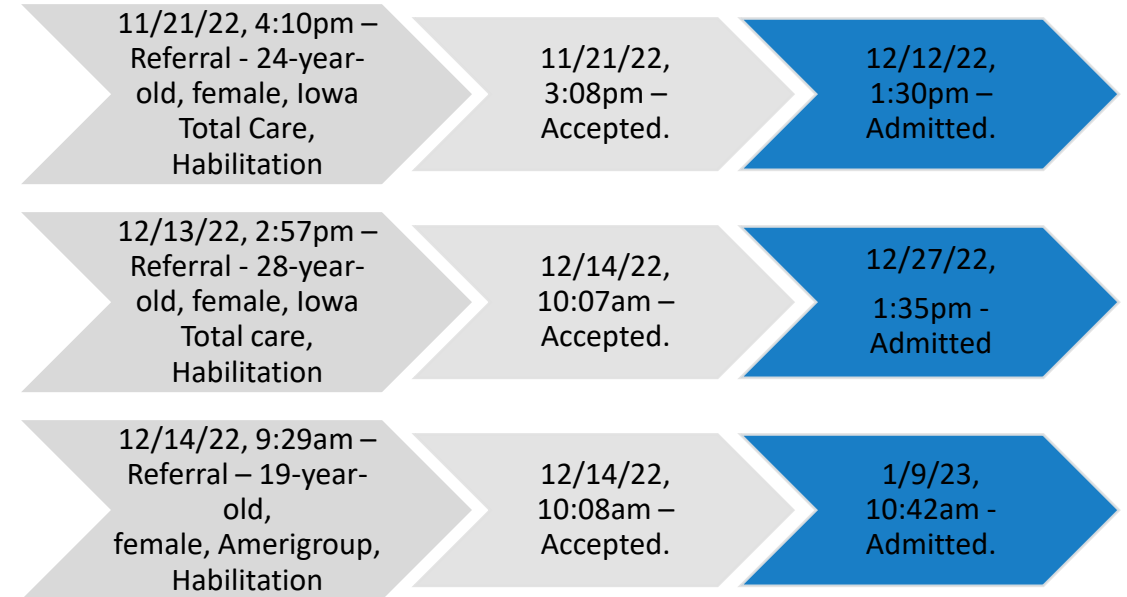 11/21/22, 4:10pm –
Referral - 24-year-
old, female, Iowa
Total Care,
Habilitation
11/21/22,
3:08pm –
Accepted.
12/12/22,
1:30pm –
Admitted.
12/13/22, 2:57pm –
Referral - 28-year-
old, female, Iowa
Total care,
Habilitation
12/14/22,
10:07am –
Accepted.
12/27/22,
1:35pm -
Admitted
12/14/22, 9:29am –
Referral – 19-year-
old,
female, Amerigroup,
Habilitation
12/14/22,
10:08am –
Accepted.
1/9/23,
10:42am -
Admitted.